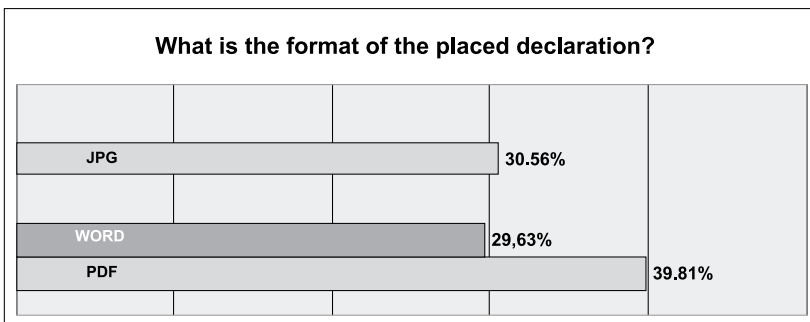 What is the format of the placed declaration?
JPG 30.56%
WORD 29,63%
PDF 39.81%